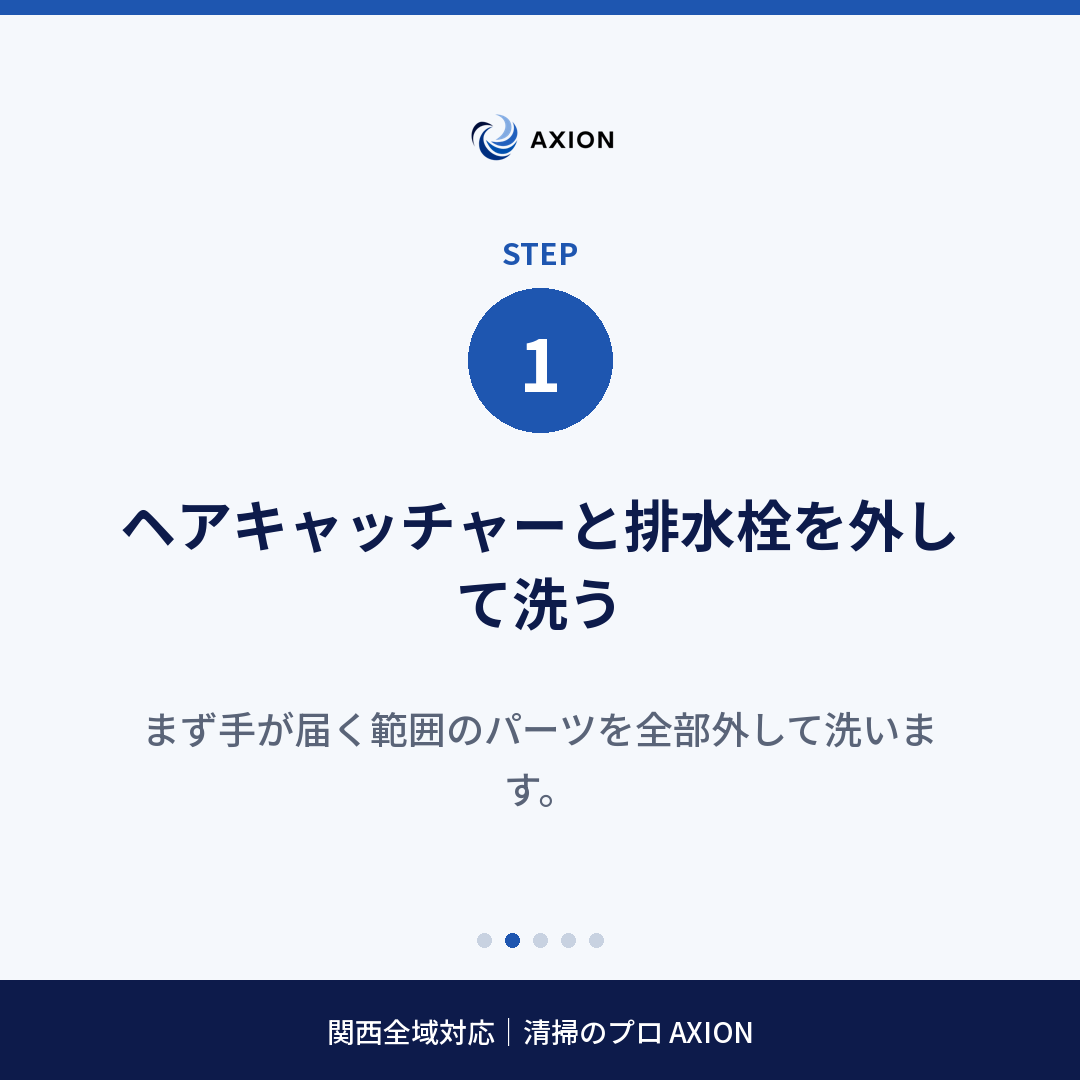 AXION
STEP
1
ヘアキャッチャーと排水栓を外し
て洗う
まず手が届く範囲のパーツを全部外して洗いま
す。
関西全域対応｜清掃のプロ AXION